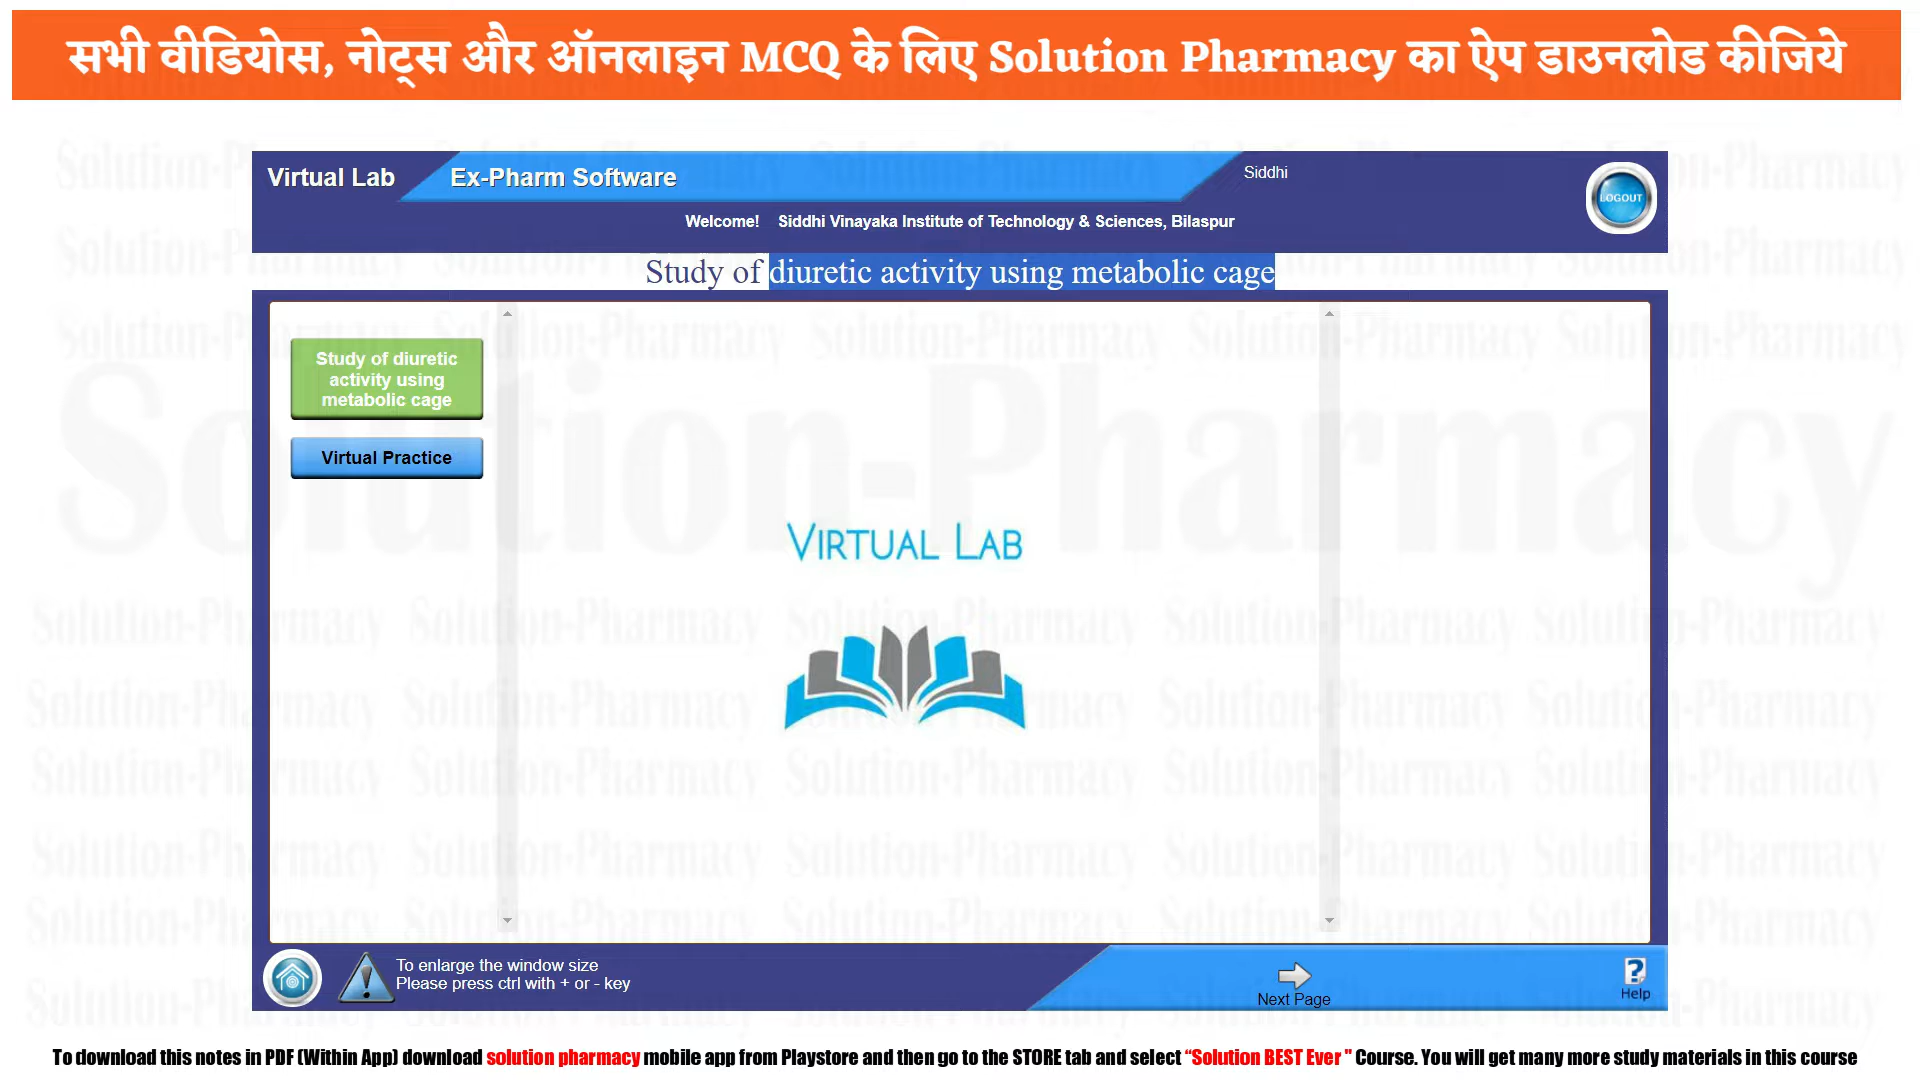 सभी वीडियोस, नोट्स और ऑनलाइन MCQ के लिए Solution Pharmacy का ऐप डाउनलोड कीजिये
Virtual Lab
Ex-Pharm Software
Siddhi
LOGOUT
Welcome! Siddhi Vinayaka Institute of Technology & Sciences, Bilaspur
Study of diuretic activity using metabolic cage
Study of diuretic
activity using
metabolic cage
Virtual Practice
VIRTUAL LAB
Solution-Pharmacy
To enlarge the window size
Please press ctrl with + or - key
Next Page
Help
To download this notes in PDF (Within App) download solution pharmacy mobile app from Playstore and then go to the STORE tab and select “Solution BEST Ever " Course. You will get many more study materials in this course